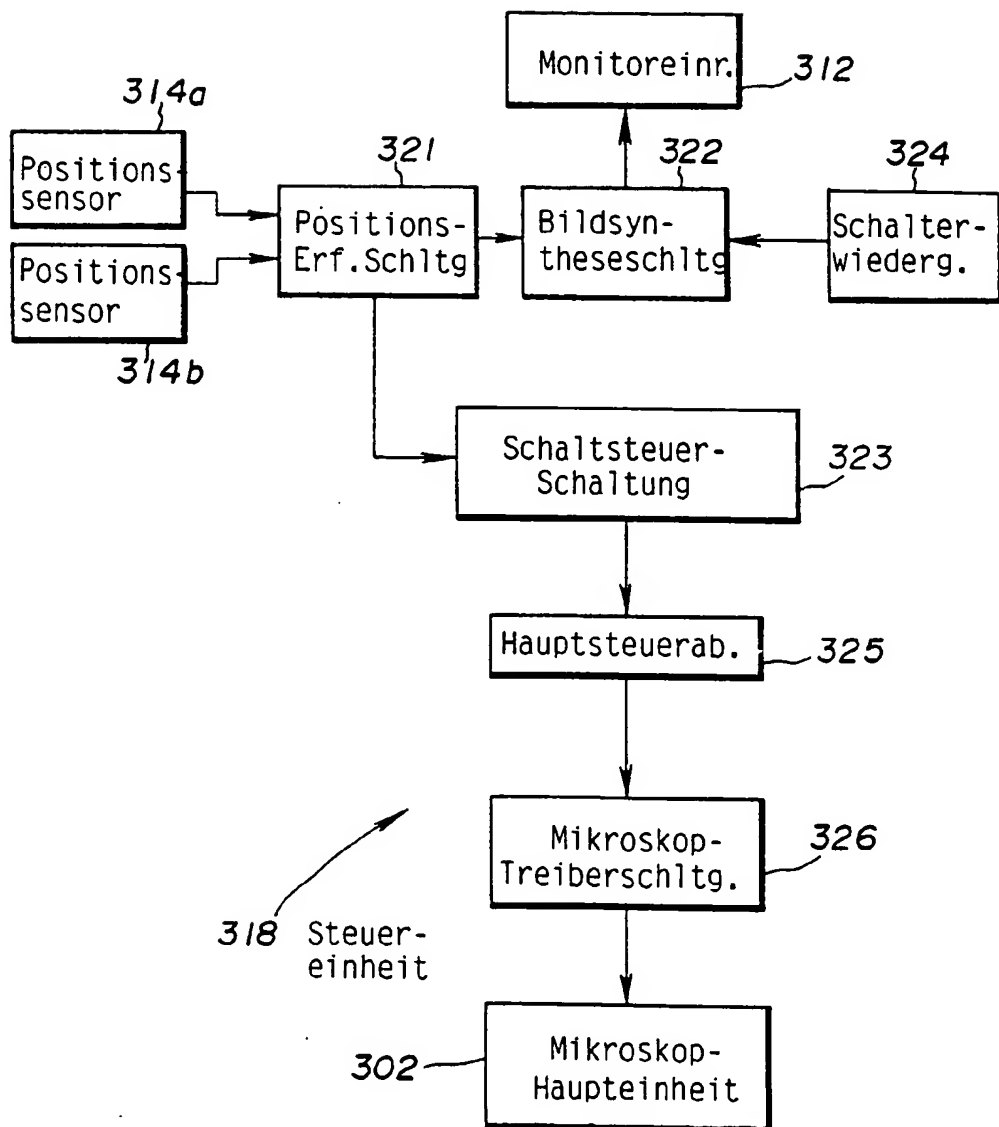 Monitoreinr.
312
314a
Positions-
sensor
321
Positions-
Erf.Schltg
322
Bildsyn-
theseschltg
324
Schalter-
wiederg.
Positions-
sensor
314b
Schaltsteuer-
Schaltung
323
Hauptsteuerab.
325
Mikroskop-
Treiberschltg.
326
318 Steuer-
einheit
302
Mikroskop-
Haupteinheit